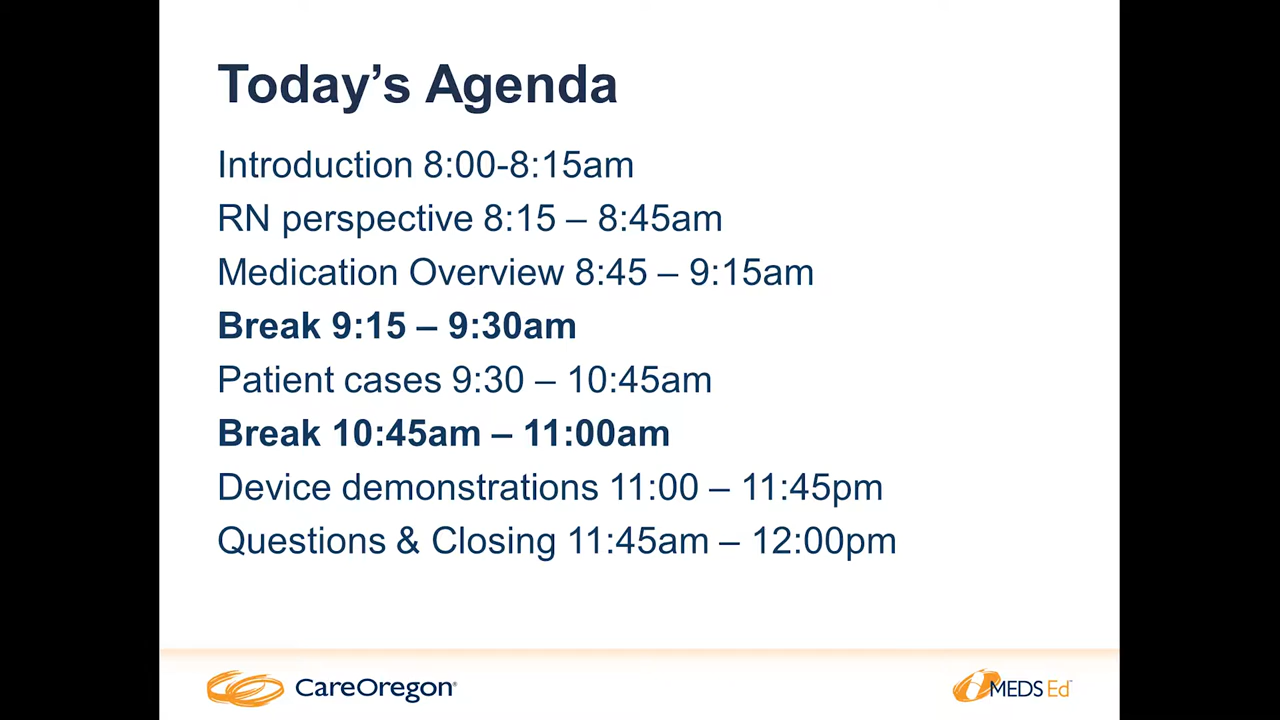 Today’s Agenda
Introduction 8:00-8:15am
RN perspective 8:15 – 8:45am
Medication Overview 8:45 – 9:15am
Break 9:15 – 9:30am
Patient cases 9:30 – 10:45am
Break 10:45am – 11:00am
Device demonstrations 11:00 – 11:45pm
Questions & Closing 11:45am – 12:00pm
CareOregon®
MEDS Ed